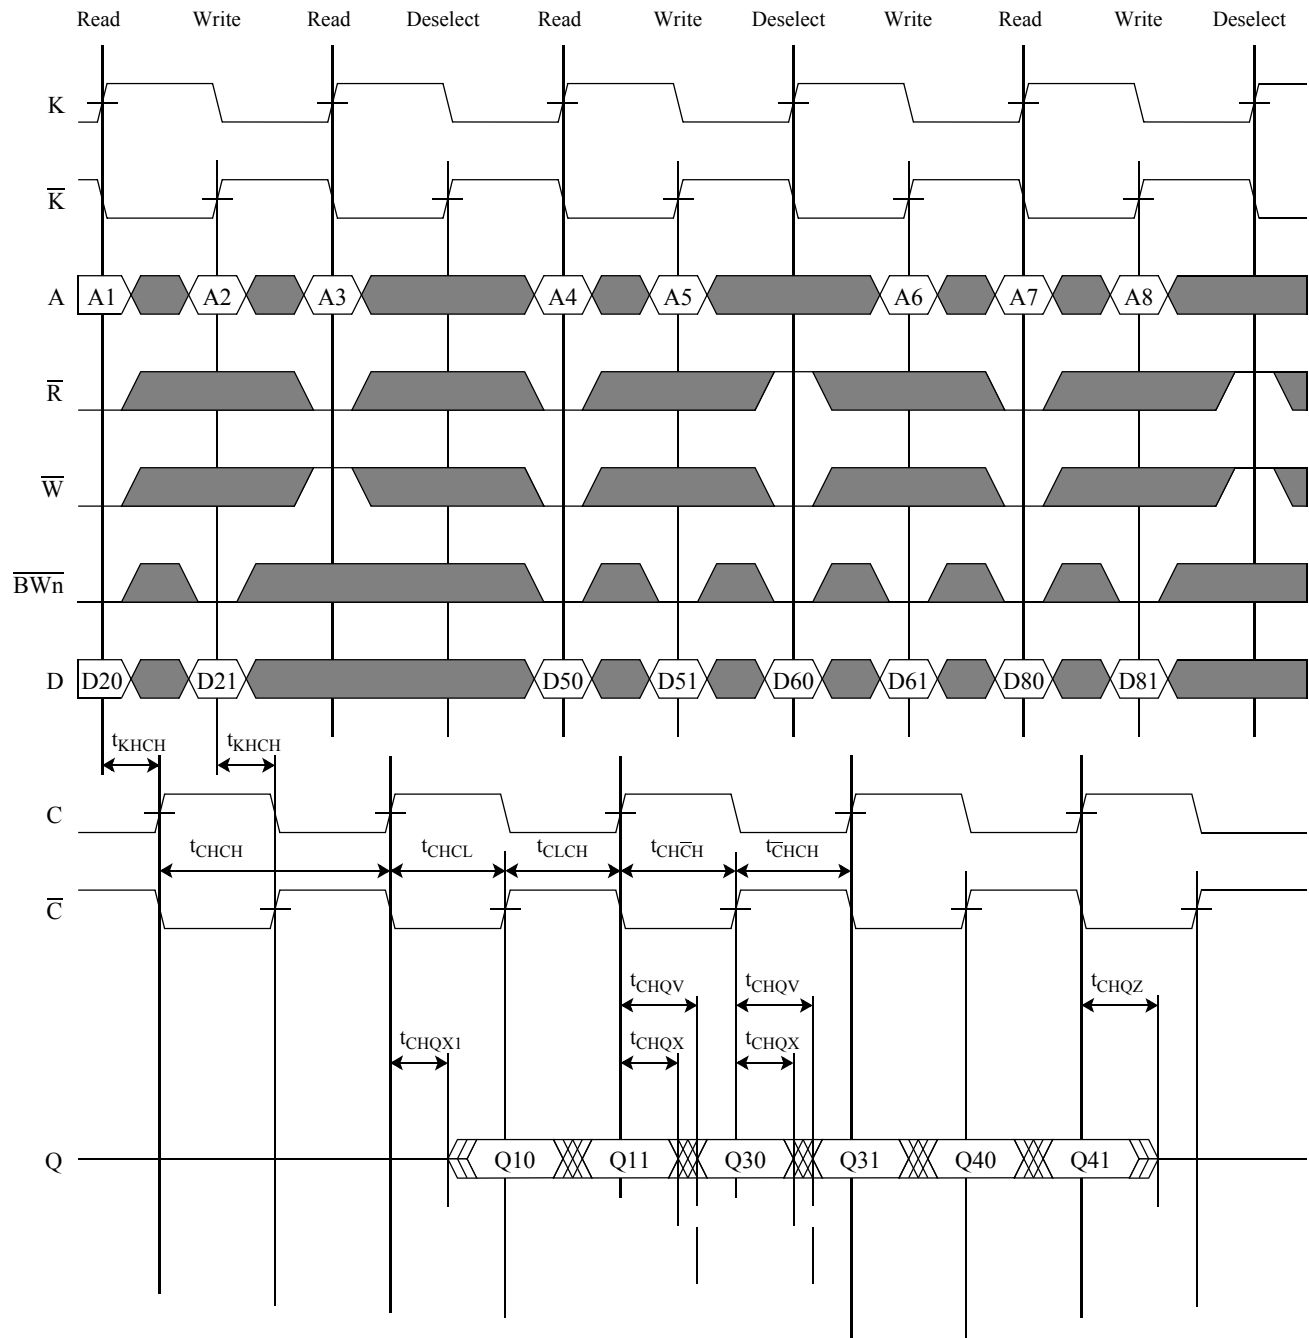 Read Write Read Deselect Read Write Deselect Write Read Write Deselect
K
K̅
A A1 A2 A3 A4 A5 A6 A7 A8
R̅
W̅
B̅W̅n̅
D D20 D21 D50 D51 D60 D61 D80 D81
tKHCH tKHCH
C
tCHCH tCHCL tCLCH tCHC̅H tC̅HCH
C̅
tCHQV tCHQV tCHQZ
tCHQX1 tCHQX tCHQX
Q Q10 Q11 Q30 Q31 Q40 Q41